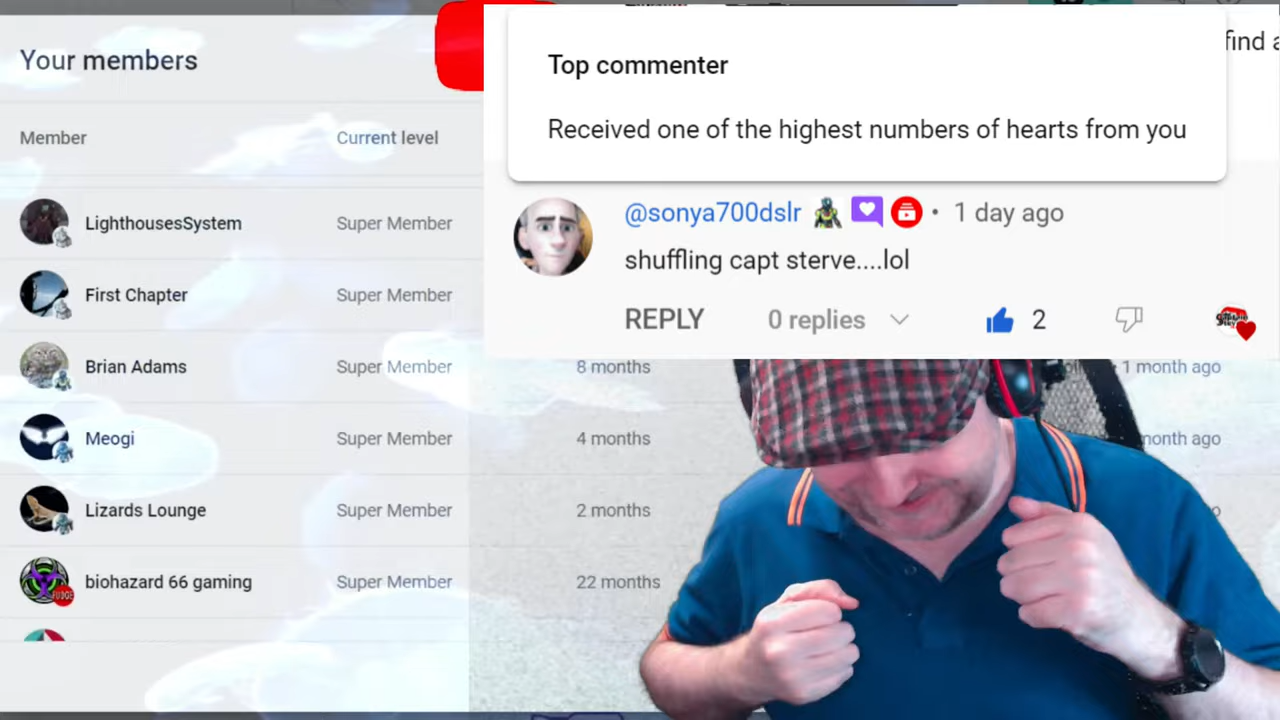 Your members
find a
Top commenter
Received one of the highest numbers of hearts from you
Member
Current level
@sonya700dslr • 1 day ago
shuffling capt sterve....lol
REPLY 0 replies 2
LighthousesSystem Super Member
First Chapter Super Member
Brian Adams Super Member 8 months 1 month ago
Meogi Super Member 4 months month ago
Lizards Lounge Super Member 2 months
biohazard 66 gaming Super Member 22 months